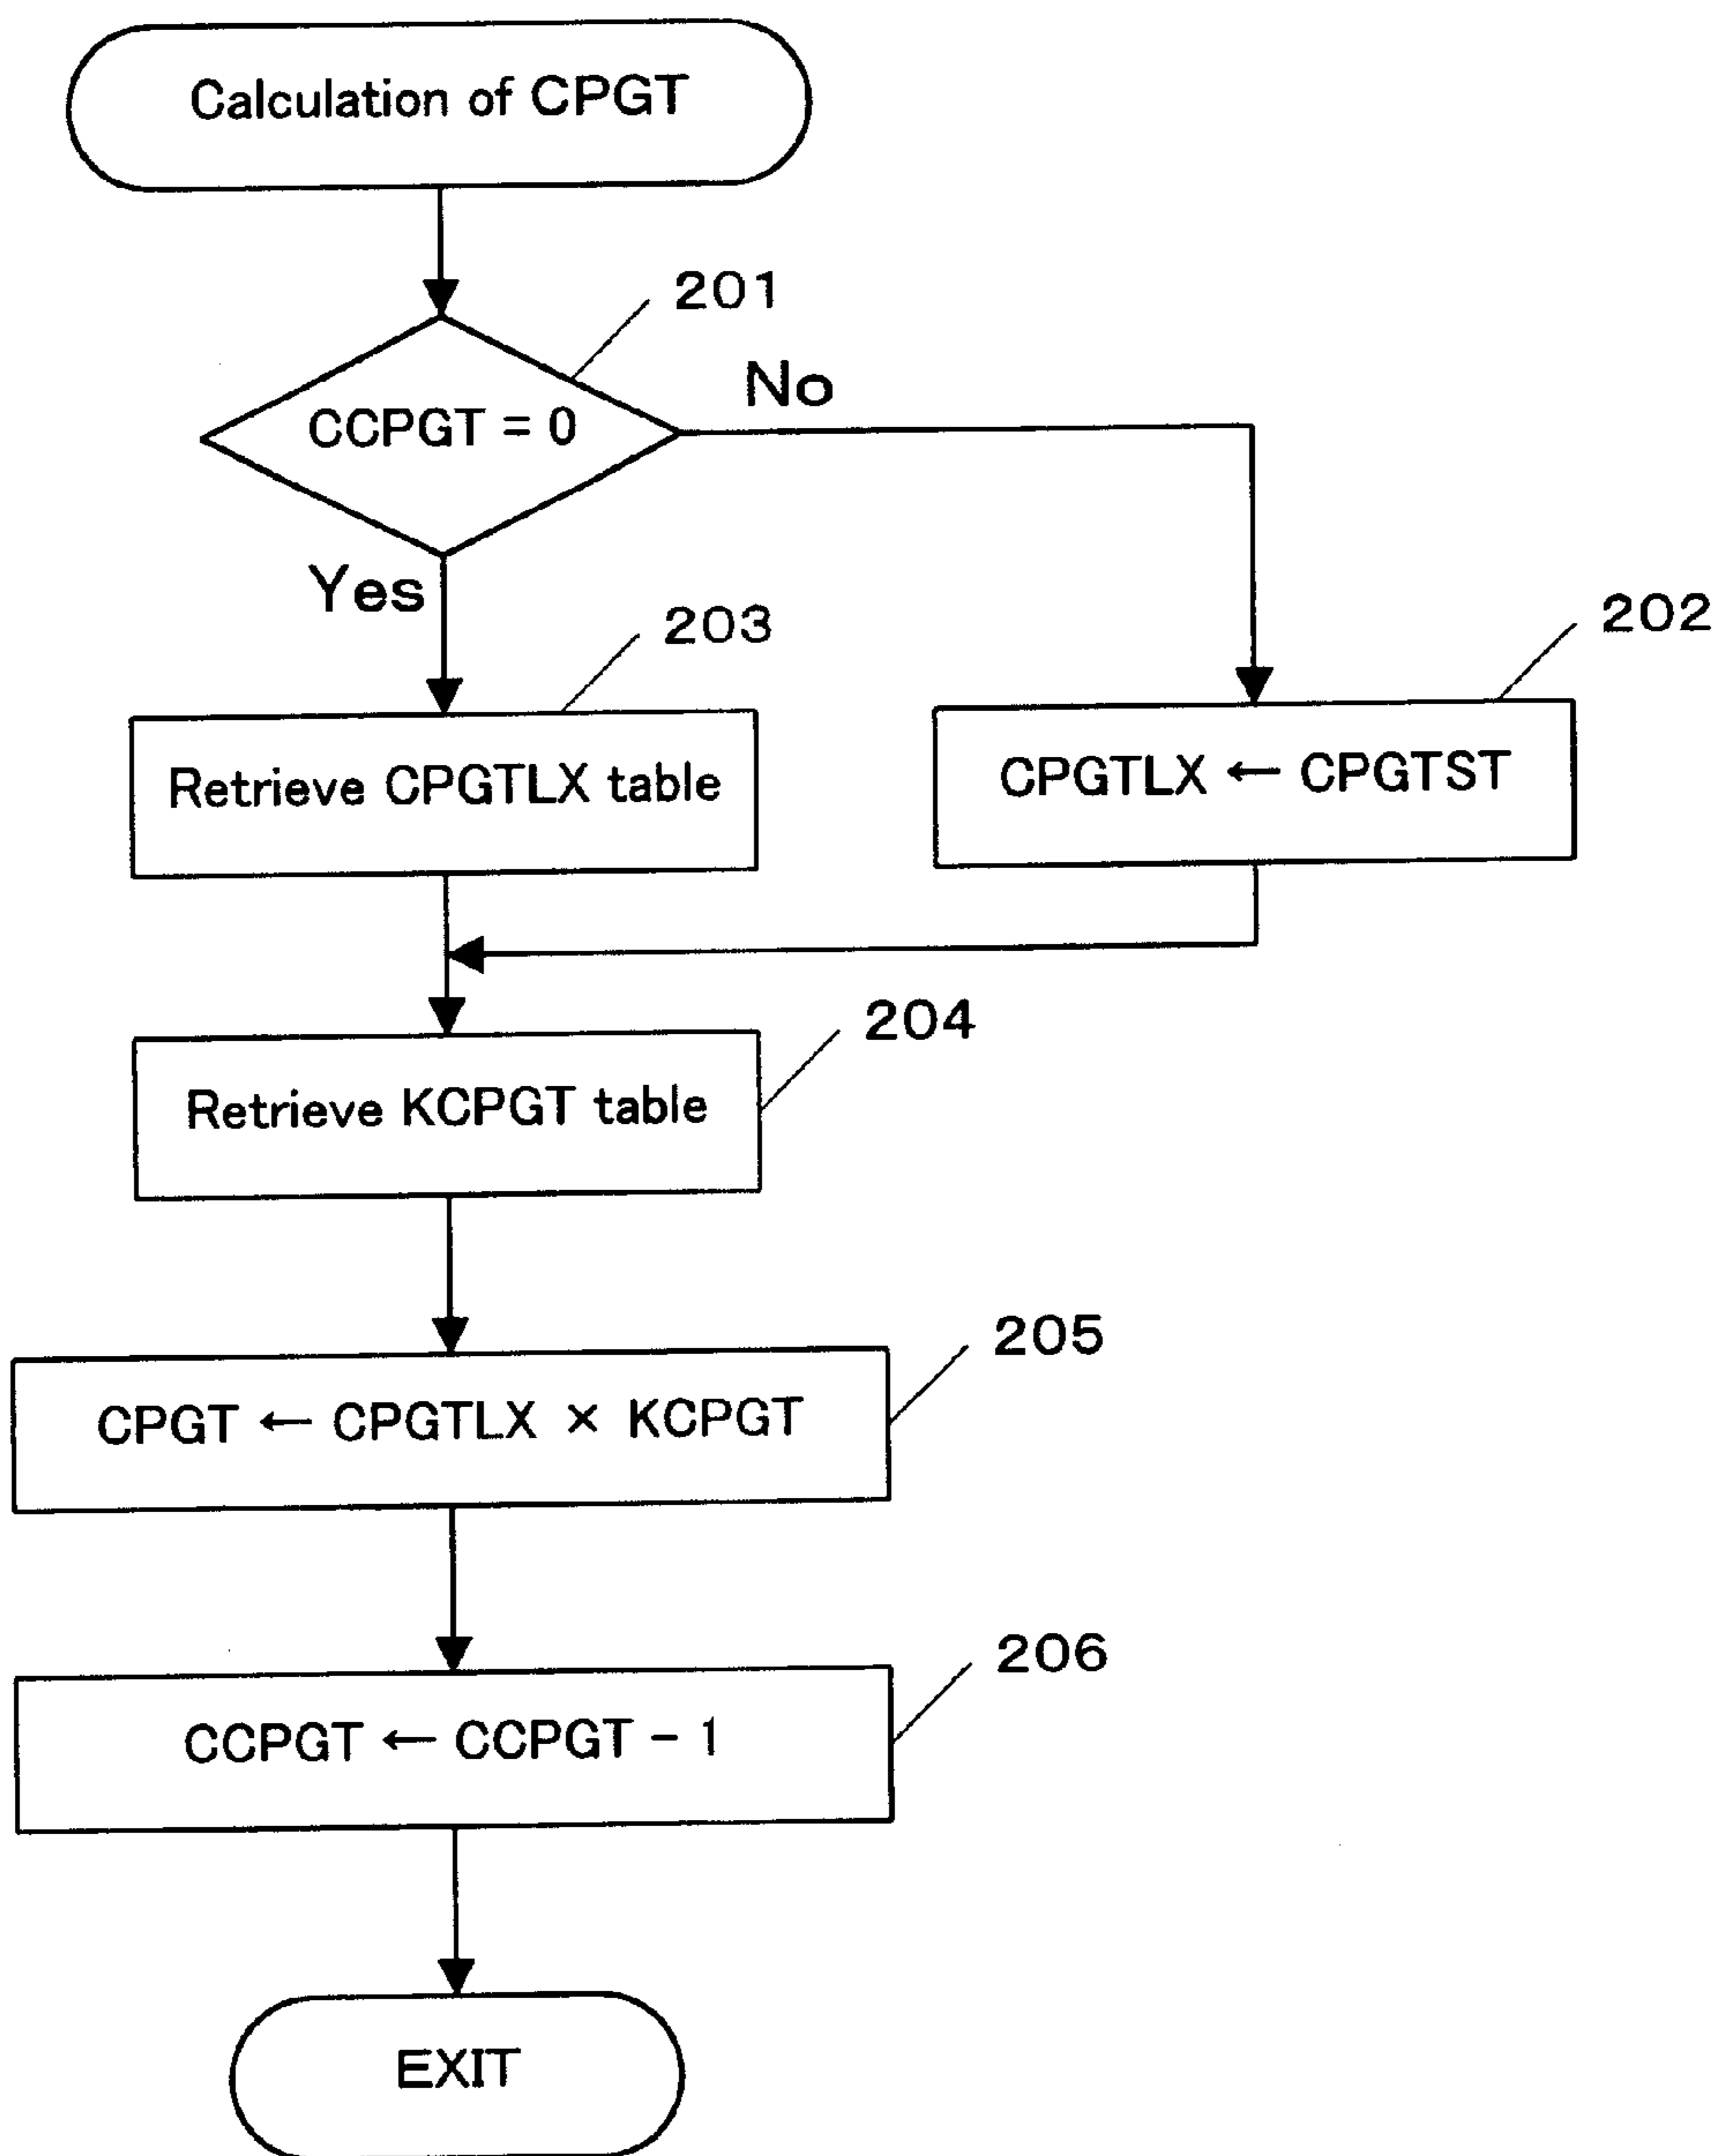 Calculation of CPGT
201
CCPGT = 0
No
Yes
203
202
Retrieve CPGTLX table
CPGTLX ← CPGTST
204
Retrieve KCPGT table
205
CPGT ← CPGTLX × KCPGT
206
CCPGT ← CCPGT - 1
EXIT